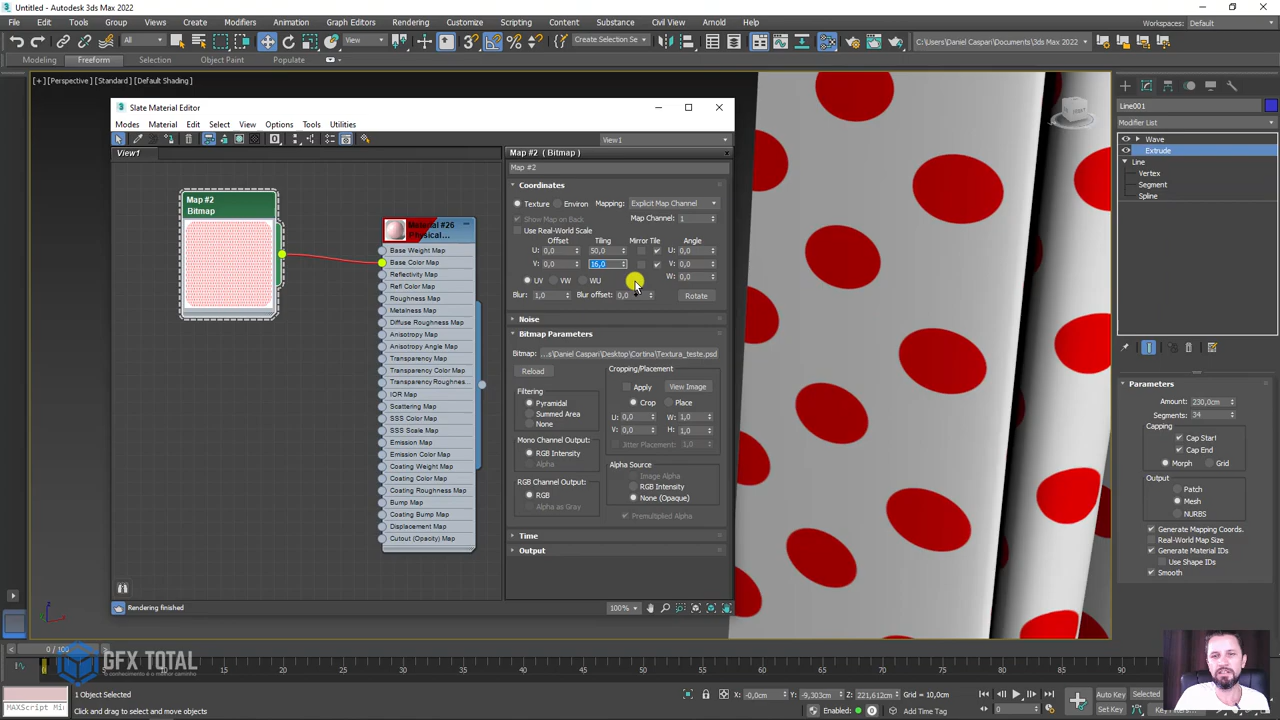 Untitled - Autodesk 3ds Max 2022
File Edit Tools Group Views Create Modifiers Animation Graph Editors Rendering Customize Scripting Content Substance Civil View Arnold Help
Workspaces: Default
All View Create Selection Se C:\Users\Daniel Caspari\Documents\3ds Max 2022
Modeling Freeform Selection Object Paint Populate
[+] [Perspective] [Standard] [Default Shading]
Slate Material Editor
Modes Material Edit Select View Options Tools Utilities
View1
View1
Map #2
Bitmap
Material #26
Physical...
Base Weight Map
Base Color Map
Reflectivity Map
Refl Color Map
Roughness Map
Metalness Map
Diffuse Roughness Map
Anisotropy Map
Anisotropy Angle Map
Transparency Map
Transparency Color Map
Transparency Roughnes...
IOR Map
Scattering Map
SSS Color Map
SSS Scale Map
Emission Map
Emission Color Map
Coating Weight Map
Coating Color Map
Coating Roughness Map
Bump Map
Coating Bump Map
Displacement Map
Cutout (Opacity) Map
Rendering finished
100%
Map #2 ( Bitmap )
Map #2
Coordinates
Texture Environ Mapping: Explicit Map Channel
Show Map on Back Map Channel: 1
Use Real-World Scale
Offset Tiling Mirror Tile Angle
U: 0,0 50,0 U: 0,0
V: 0,0 16,0 V: 0,0
UV VW WU W: 0,0
Blur: 1,0 Blur offset: 0,0 Rotate
Noise
Bitmap Parameters
Bitmap: ...s\Daniel Caspari\Desktop\Cortina\Textura_teste.psd
Reload
Cropping/Placement
Apply View Image
Crop Place
U: 0,0 W: 1,0
V: 0,0 H: 1,0
Jitter Placement: 1,0
Filtering
Pyramidal
Summed Area
None
Mono Channel Output:
RGB Intensity
Alpha
RGB Channel Output:
RGB
Alpha as Gray
Alpha Source
Image Alpha
RGB Intensity
None (Opaque)
Premultiplied Alpha
Time
Output
Line001
Modifier List
Wave
Extrude
Line
Vertex
Segment
Spline
Parameters
Amount: 230,0cm
Segments: 34
Capping
Cap Start
Cap End
Morph Grid
Output
Patch
Mesh
NURBS
Generate Mapping Coords.
Real-World Map Size
Generate Material IDs
Use Shape IDs
Smooth
FRONT
0 / 100
GFX TOTAL
o conhecimento é o melhor caminho
15 20 25 30 35 40 45 50 55 60 65 70 75 80 85 90
1 Object Selected
Click and drag to select and move objects
MAXScript Min
X: -0,0cm Y: -9,303cm Z: 221,612cm Grid = 10,0cm
Enabled: Add Time Tag
0
Auto Key Selected
Set Key